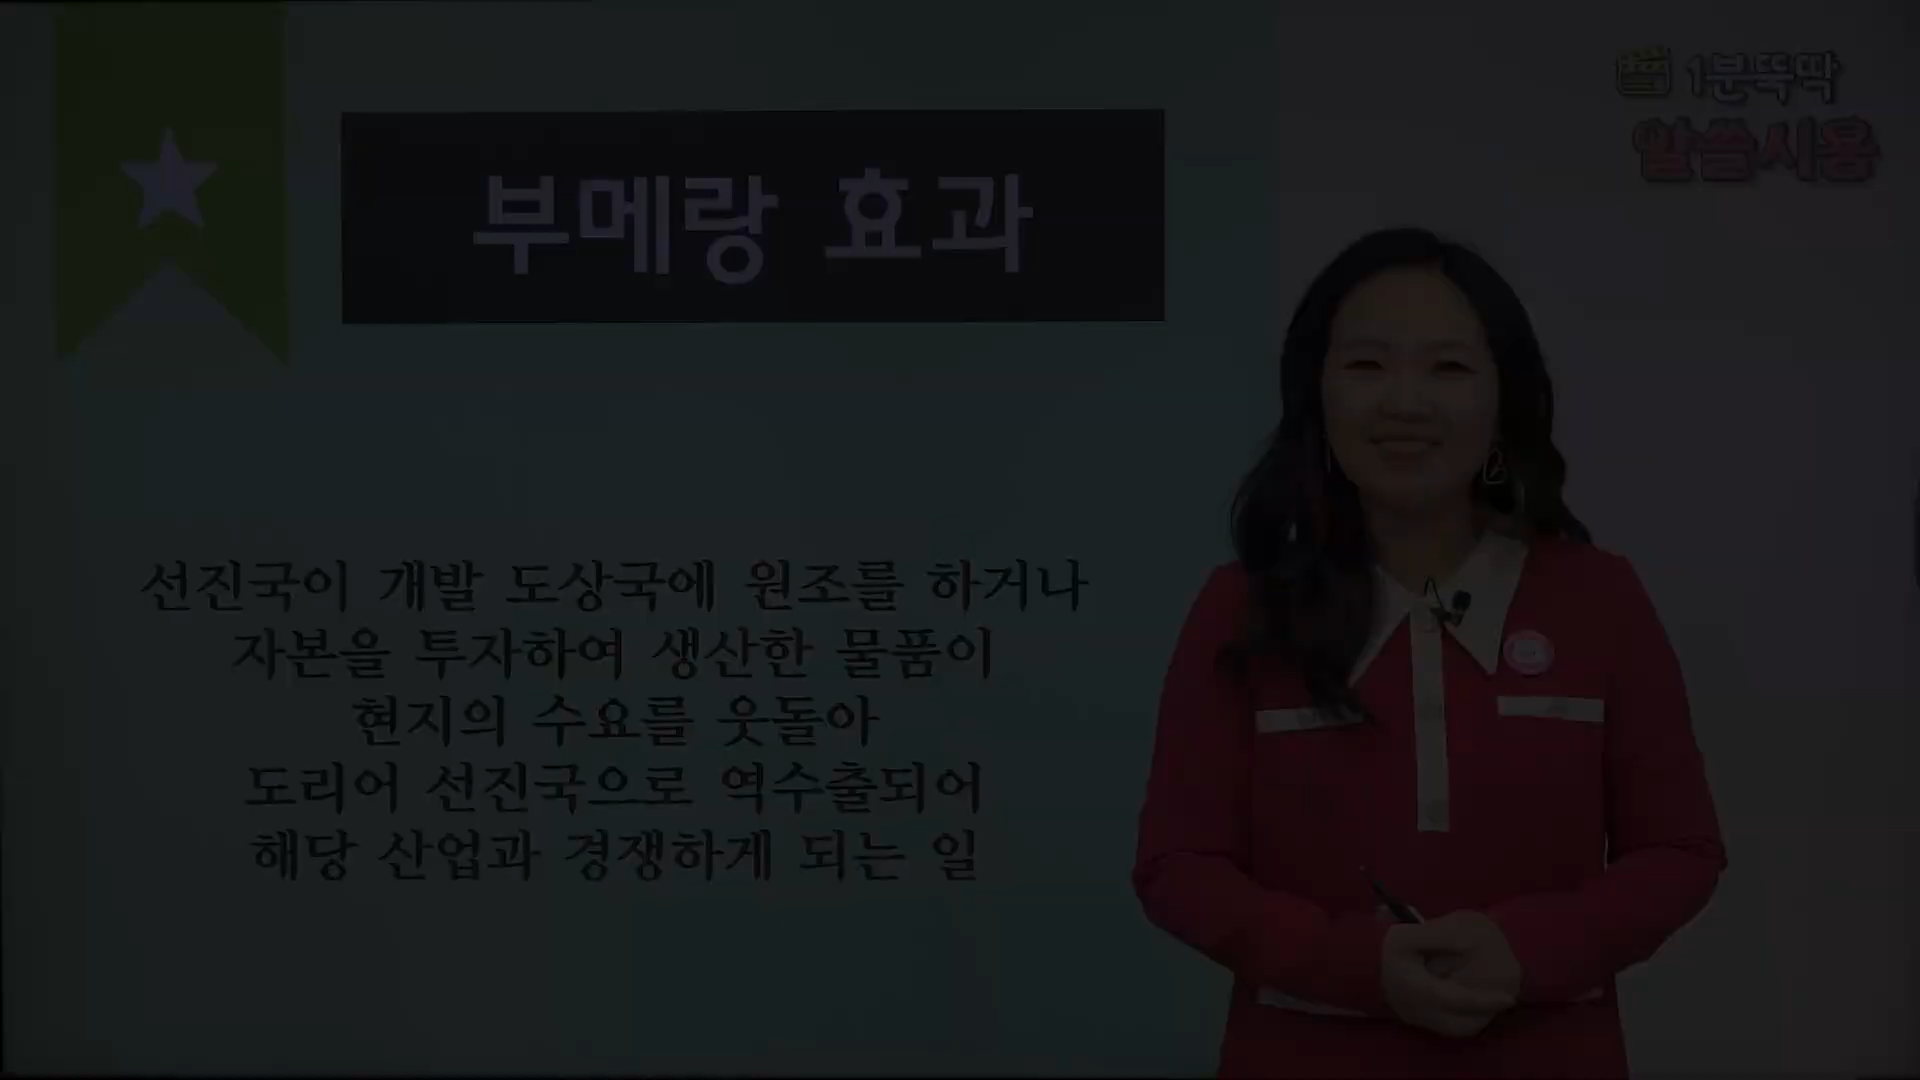 1분뚝딱
알쓸시용
부메랑 효과
선진국이 개발 도상국에 원조를 하거나
자본을 투자하여 생산한 물품이
현지의 수요를 웃돌아
도리어 선진국으로 역수출되어
해당 산업과 경쟁하게 되는 일